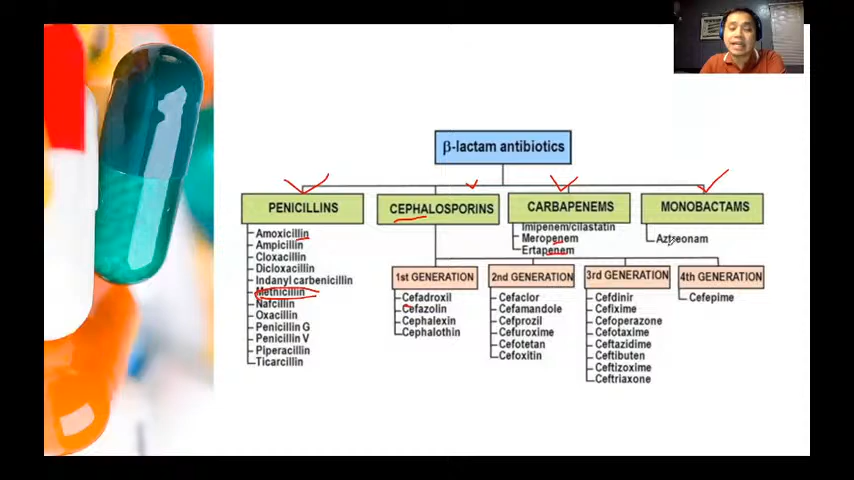 β-lactam antibiotics
PENICILLINS
Amoxicillin
Ampicillin
Cloxacillin
Dicloxacillin
Indanyl carbenicillin
Methicillin
Nafcillin
Oxacillin
Penicillin G
Penicillin V
Piperacillin
Ticarcillin
CEPHALOSPORINS
CARBAPENEMS
Imipenem/cilastatin
Meropenem
Ertapenem
MONOBACTAMS
Aztreonam
1st GENERATION
Cefadroxil
Cefazolin
Cephalexin
Cephalothin
2nd GENERATION
Cefaclor
Cefamandole
Cefprozil
Cefuroxime
Cefotetan
Cefoxitin
3rd GENERATION
Cefdinir
Cefixime
Cefoperazone
Cefotaxime
Ceftazidime
Ceftibuten
Ceftizoxime
Ceftriaxone
4th GENERATION
Cefepime